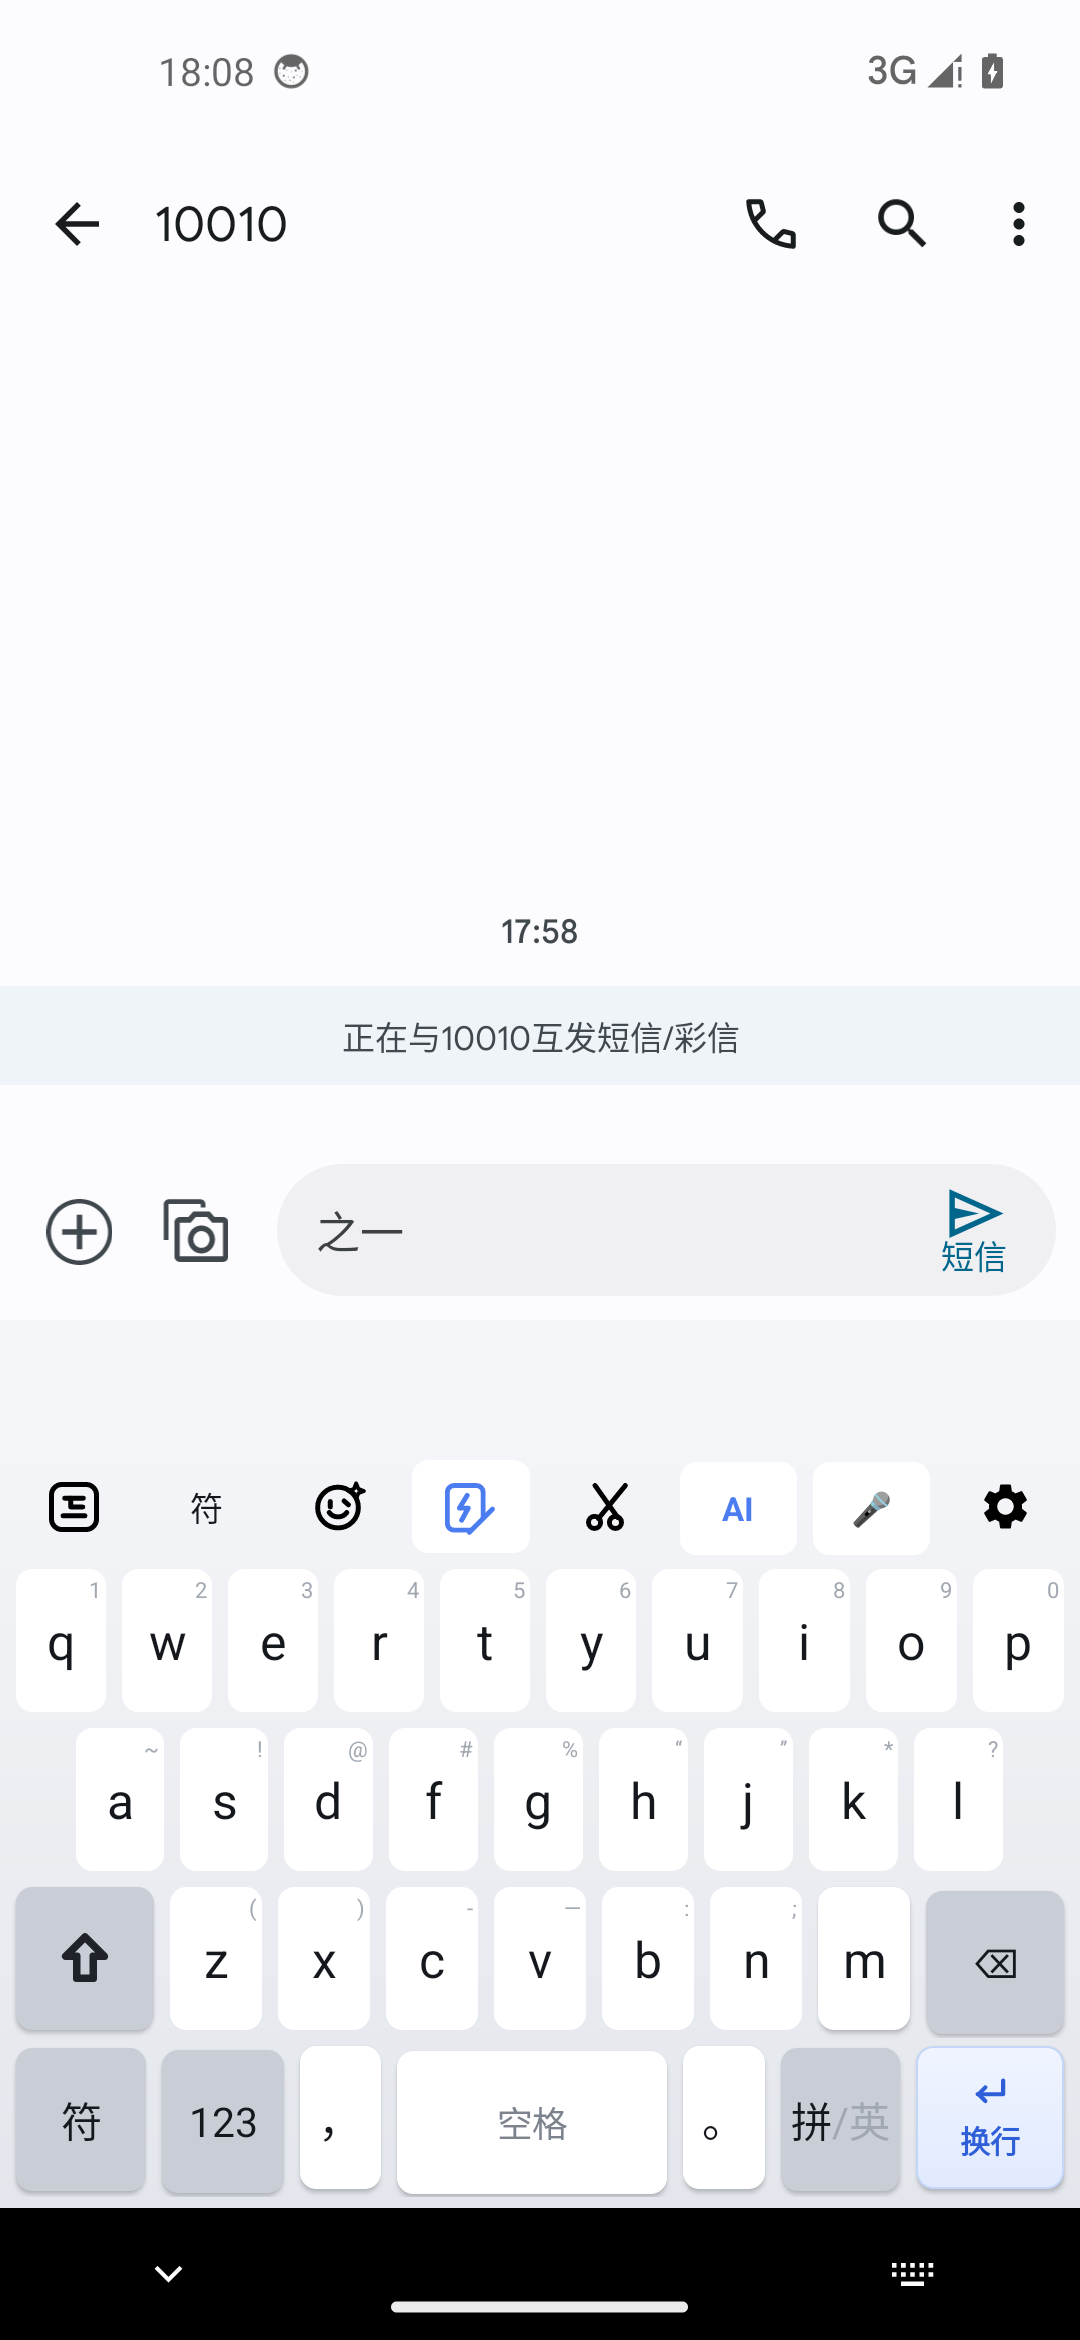 18:08 3G
10010
17:58
正在与10010互发短信/彩信
之一
短信
符 AI
1 2 3 4 5 6 7 8 9 0
q w e r t y u i o p
~ ! @ # % “ ” * ?
a s d f g h j k l
( ) - — : ;
z x c v b n m
符 123 , 空格 。 拼/英 换行